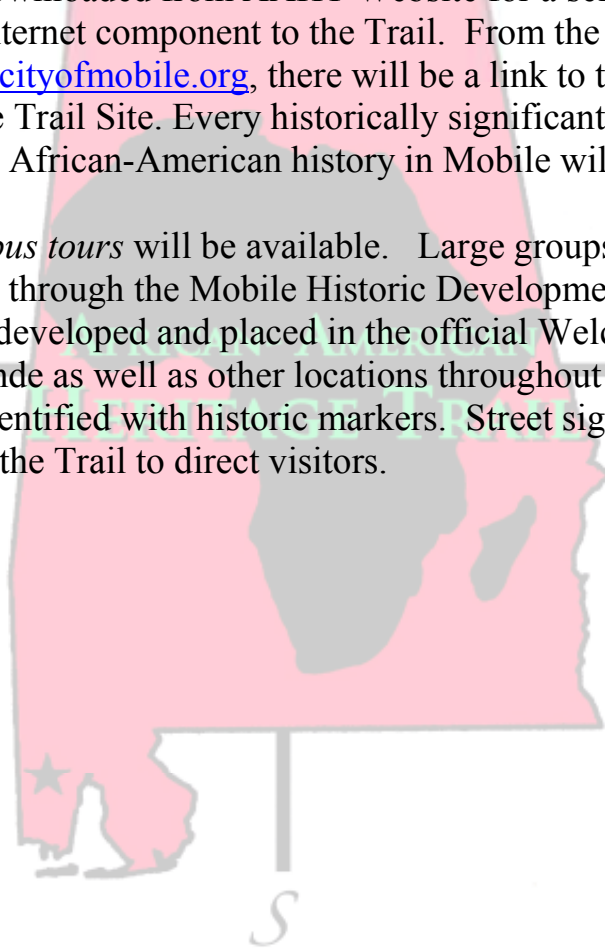 ternet component to the Trail. From the
cityofmobile.org, there will be a link to t
e Trail Site. Every historically significant
African-American history in Mobile wil
ous tours will be available. Large groups
through the Mobile Historic Developme
developed and placed in the official Welc
AFRICAN AMERICAN
nde as well as other locations throughout
HERITAGE TRAIL
entified with historic markers. Street sig
the Trail to direct visitors.
S